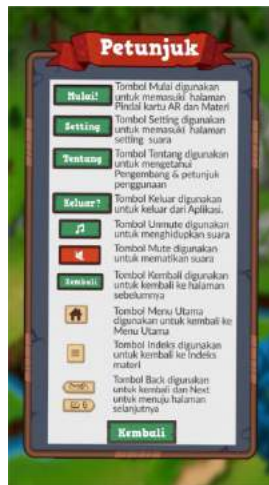 Petunjuk
Mulai!
Tombol Mulai digunakan
untuk memasuki halaman
Pindai kartu AR dan Materi
Setting
Tombol Setting digunakan
untuk memasuki halaman
setting suara
Tentang
Tombol Tentang digunakan
untuk mengetahui
Pengembang & petunjuk
penggunaan
Keluar?
Tombol Keluar digunakan
untuk keluar dari Aplikasi.
Tombol Unmute digunakan
untuk menghidupkan suara
Tombol Mute digunakan
untuk mematikan suara
Kembali
Tombol Kembali digunakan
untuk kembali ke halaman
sebelumnya
Tombol Menu Utama
digunakan untuk kembali ke
Menu Utama
Tombol Indeks digunakan
untuk kembali ke Indeks
materi
Tombol Back digunakan
untuk kembali dan Next
untuk menuju halaman
selanjutnya
Kembali